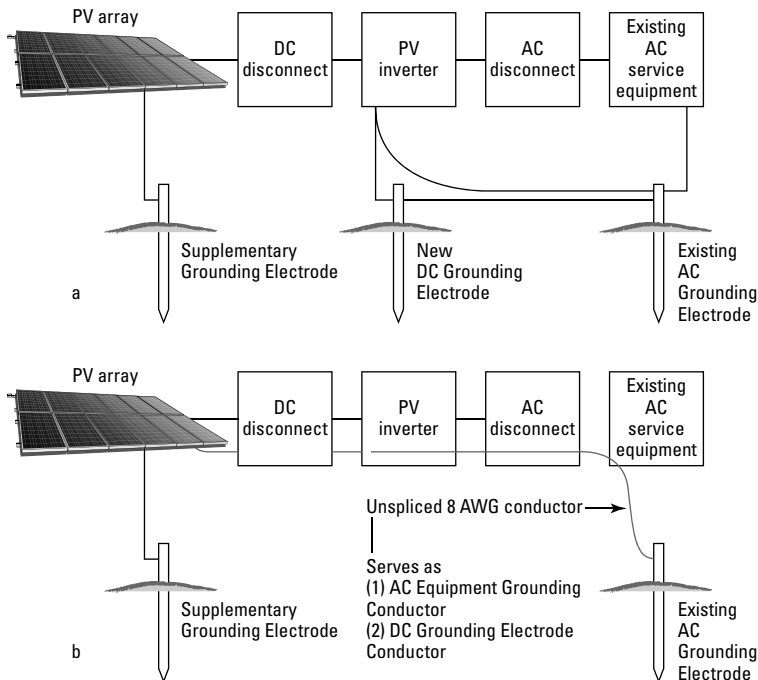 PV array
DC
disconnect
PV
inverter
AC
disconnect
Existing
AC
service
equipment
Supplementary
Grounding Electrode
New
DC Grounding
Electrode
Existing
AC
Grounding
Electrode
a
PV array
DC
disconnect
PV
inverter
AC
disconnect
Existing
AC
service
equipment
Unspliced 8 AWG conductor
Serves as
(1) AC Equipment Grounding
Conductor
(2) DC Grounding Electrode
Conductor
Supplementary
Grounding Electrode
Existing
AC
Grounding
Electrode
b